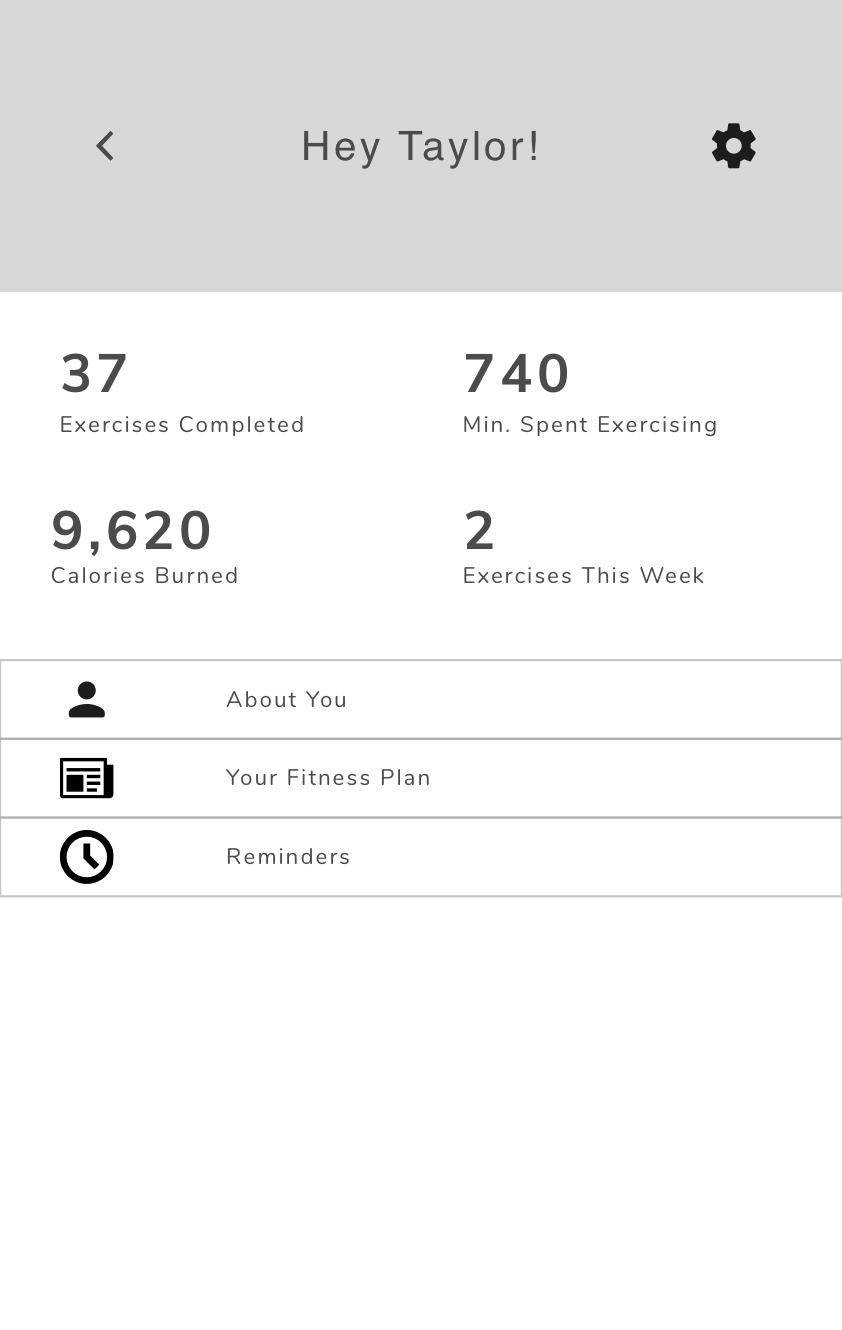 Hey Taylor!
37
Exercises Completed
740
Min. Spent Exercising
9,620
Calories Burned
2
Exercises This Week
About You
Your Fitness Plan
Reminders